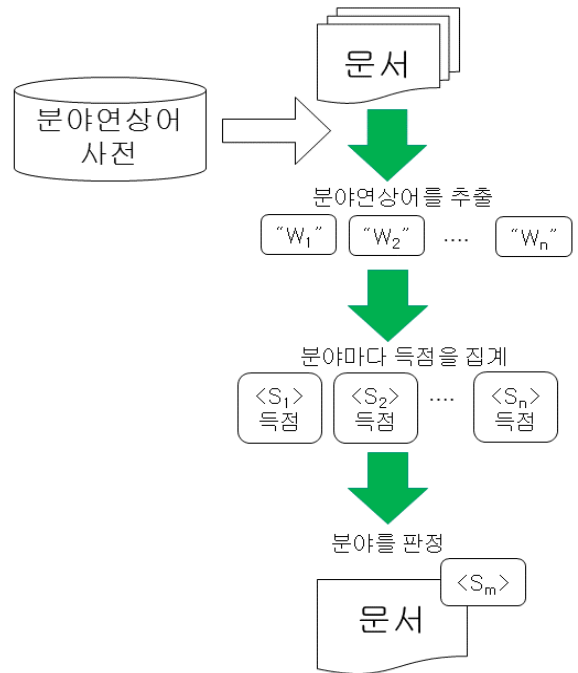 문서
분야연상어
사전
분야연상어를 추출
“W₁” “W₂” .... “Wₙ”
분야마다 득점을 집계
<S₁> <S₂> .... <Sₙ>
득점 득점 득점
분야를 판정
<Sₘ>
문서